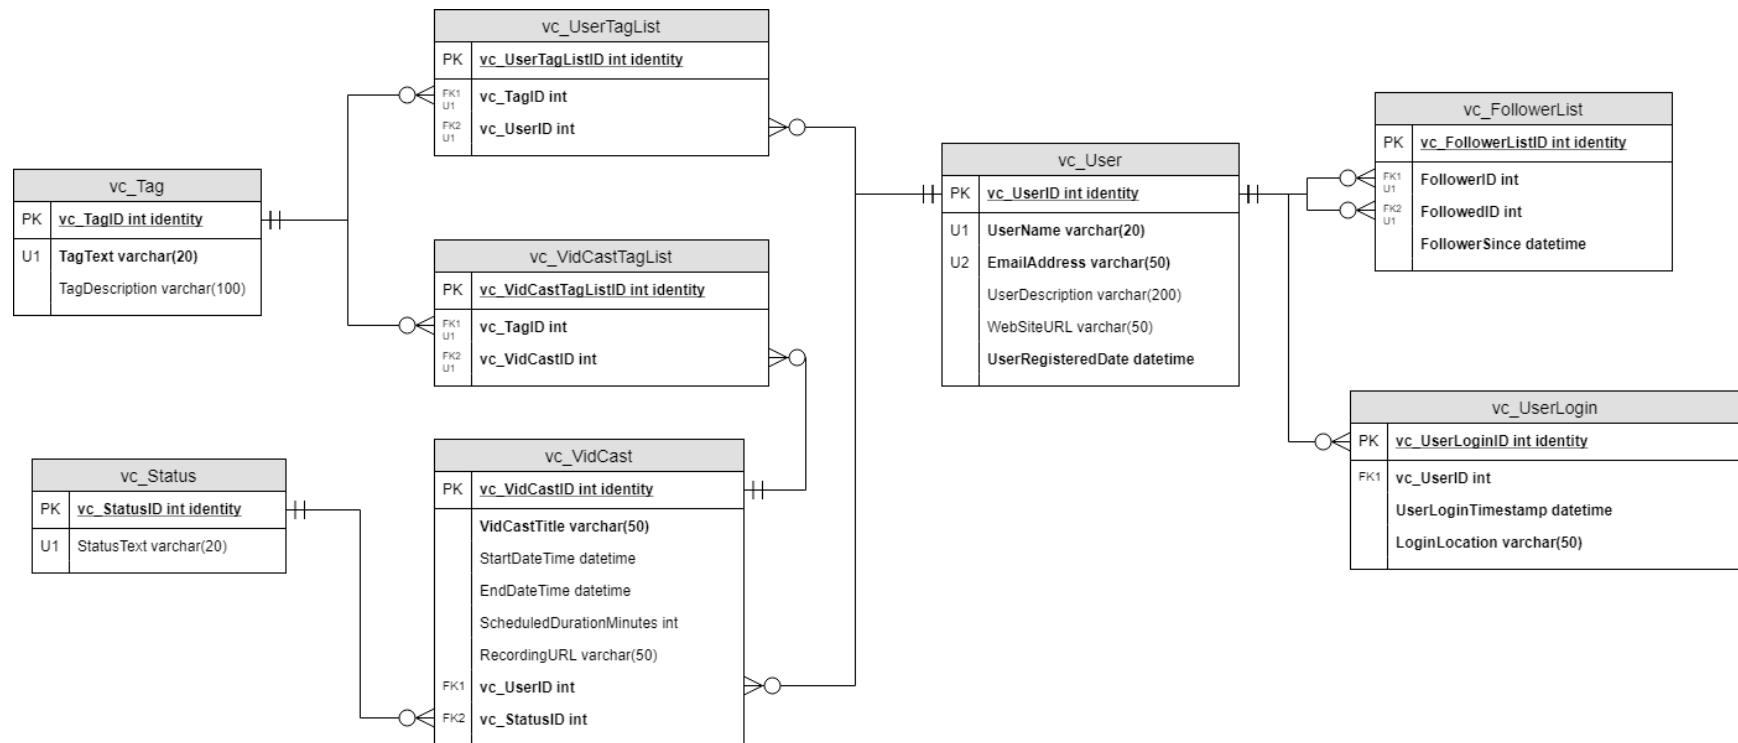 vc_UserTagList
PK vc_UserTagListID int identity
FK1 U1 vc_TagID int
FK2 U1 vc_UserID int
vc_Tag
PK vc_TagID int identity
U1 TagText varchar(20)
TagDescription varchar(100)
vc_VidCastTagList
PK vc_VidCastTagListID int identity
FK1 U1 vc_TagID int
FK2 U1 vc_VidCastID int
vc_Status
PK vc_StatusID int identity
U1 StatusText varchar(20)
vc_VidCast
PK vc_VidCastID int identity
VidCastTitle varchar(50)
StartDateTime datetime
EndDateTime datetime
ScheduledDurationMinutes int
RecordingURL varchar(50)
FK1 vc_UserID int
FK2 vc_StatusID int
vc_User
PK vc_UserID int identity
U1 UserName varchar(20)
U2 EmailAddress varchar(50)
UserDescription varchar(200)
WebSiteURL varchar(50)
UserRegisteredDate datetime
vc_FollowerList
PK vc_FollowerListID int identity
FK1 U1 FollowerID int
FK2 U1 FollowedID int
FollowerSince datetime
vc_UserLogin
PK vc_UserLoginID int identity
FK1 vc_UserID int
UserLoginTimestamp datetime
LoginLocation varchar(50)